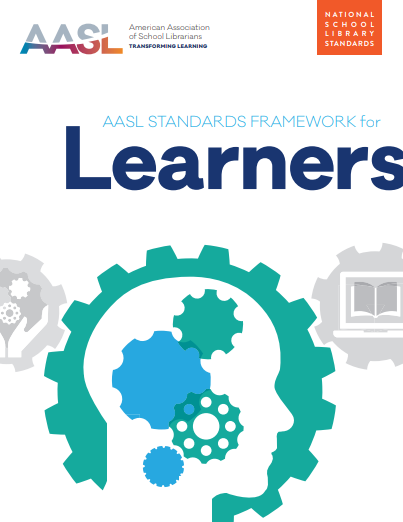 AASL
American Association
of School Librarians
TRANSFORMING LEARNING
NATIONAL
SCHOOL
LIBRARY
STANDARDS
AASL STANDARDS FRAMEWORK for
Learners